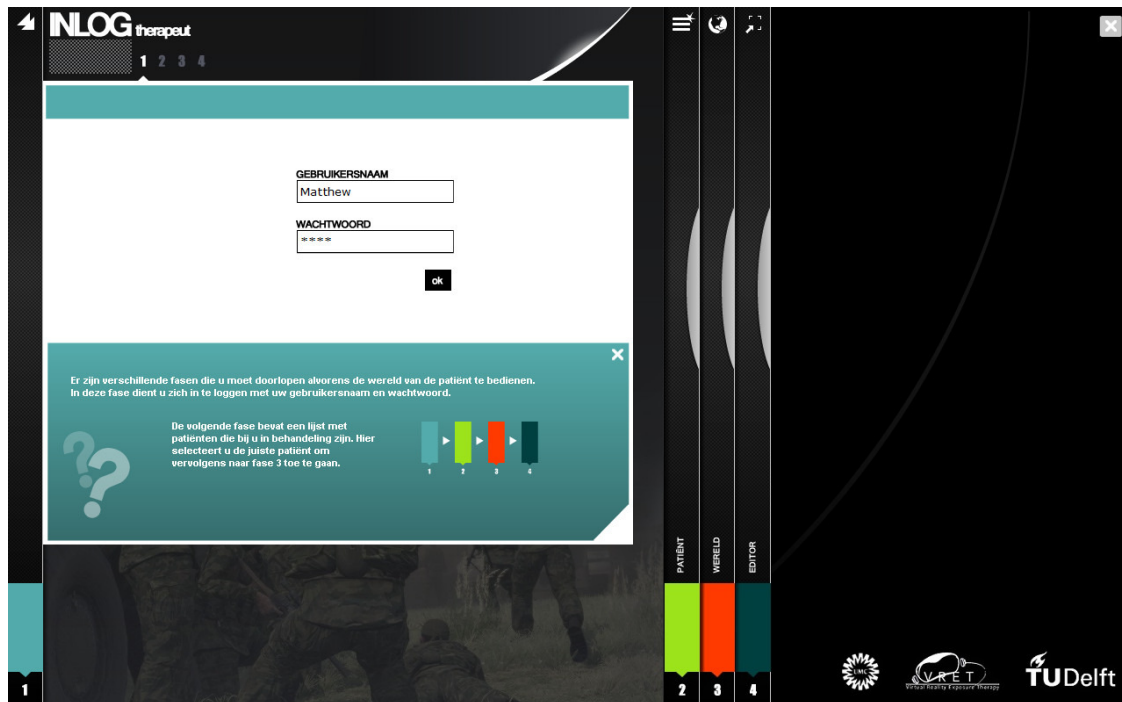 INLOG therapeut
1 2 3 4
GEBRUIKERSNAAM
Matthew
WACHTWOORD
****
ok
Er zijn verschillende fasen die u moet doorlopen alvorens de wereld van de patiënt te bedienen.
In deze fase dient u zich in te loggen met uw gebruikersnaam en wachtwoord.
De volgende fase bevat een lijst met
patiënten die bij u in behandeling zijn. Hier
selecteert u de juiste patiënt om
vervolgens naar fase 3 toe te gaan.
1 2 3 4
??
PATIËNT
WERELD
EDITOR
1
2
3
4
UMC
VRET
Virtual Reality Exposure Therapy
TUDelft